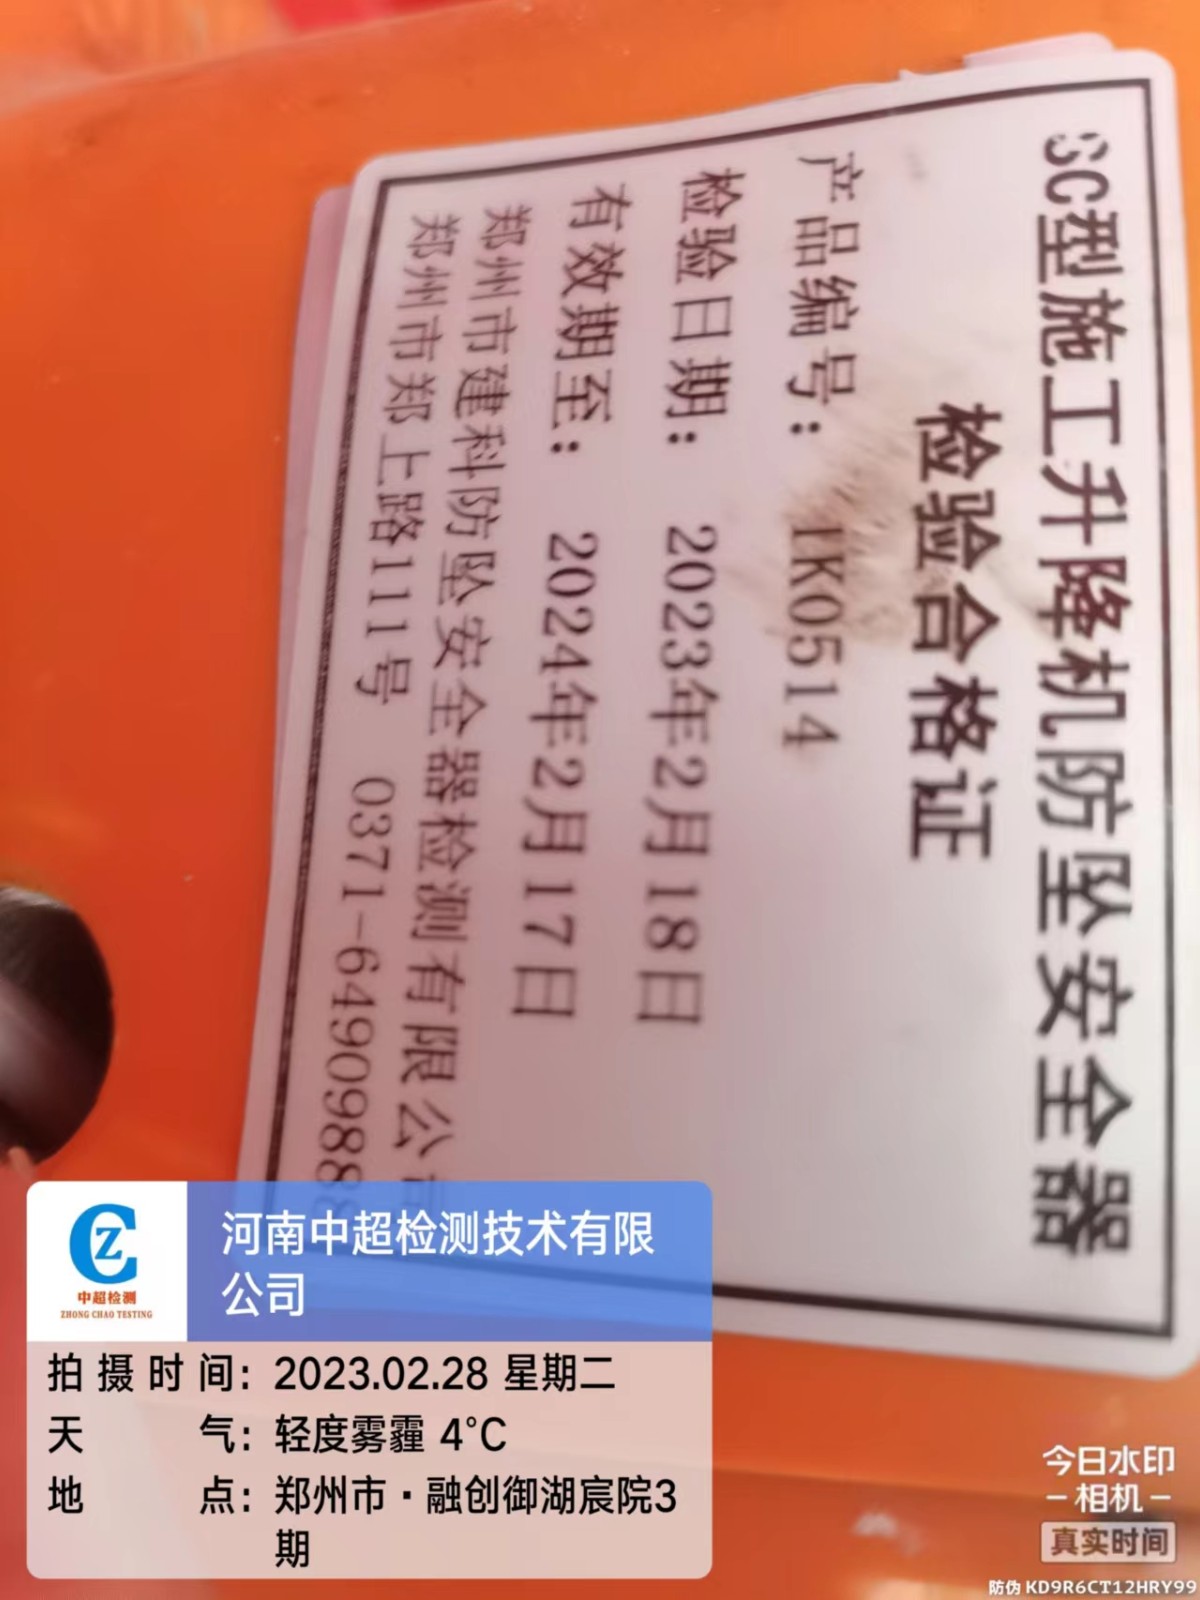 SC型施工升降机防坠安全器
检验合格证
产品编号： IK0514
检验日期： 2023年2月18日
有效期至： 2024年2月17日
郑州市建科防坠安全器检测有限公司
郑州市郑上路111号 0371-64909888
CZ
中超检测
ZHONG CHAO TESTING
河南中超检测技术有限
公司
拍摄时间：2023.02.28 星期二
天气：轻度雾霾 4°C
地点：郑州市·融创御湖宸院3
期
今日水印
-相机-
真实时间
防伪 KD9R6CT12HRY99